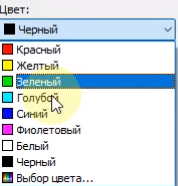 Цвет:
Черный
Красный
Желтый
Зеленый
Голубой
Синий
Фиолетовый
Белый
Черный
Выбор цвета...